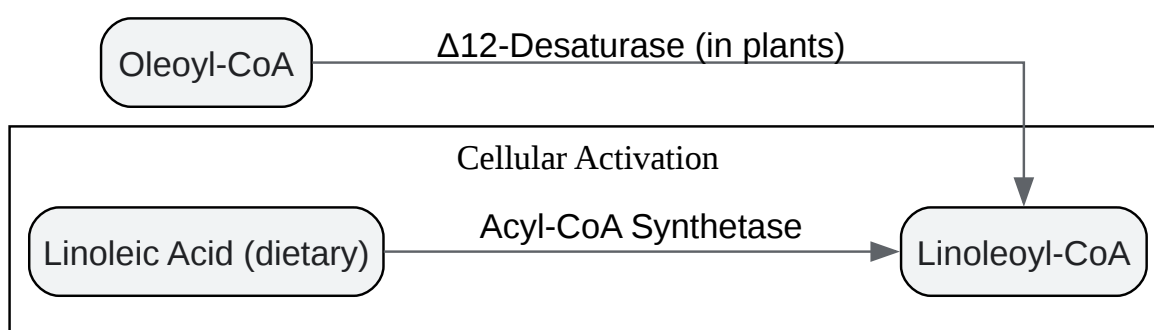 Δ12-Desaturase (in plants)
Oleoyl-CoA
Cellular Activation
Acyl-CoA Synthetase
Linoleic Acid (dietary)
Linoleoyl-CoA